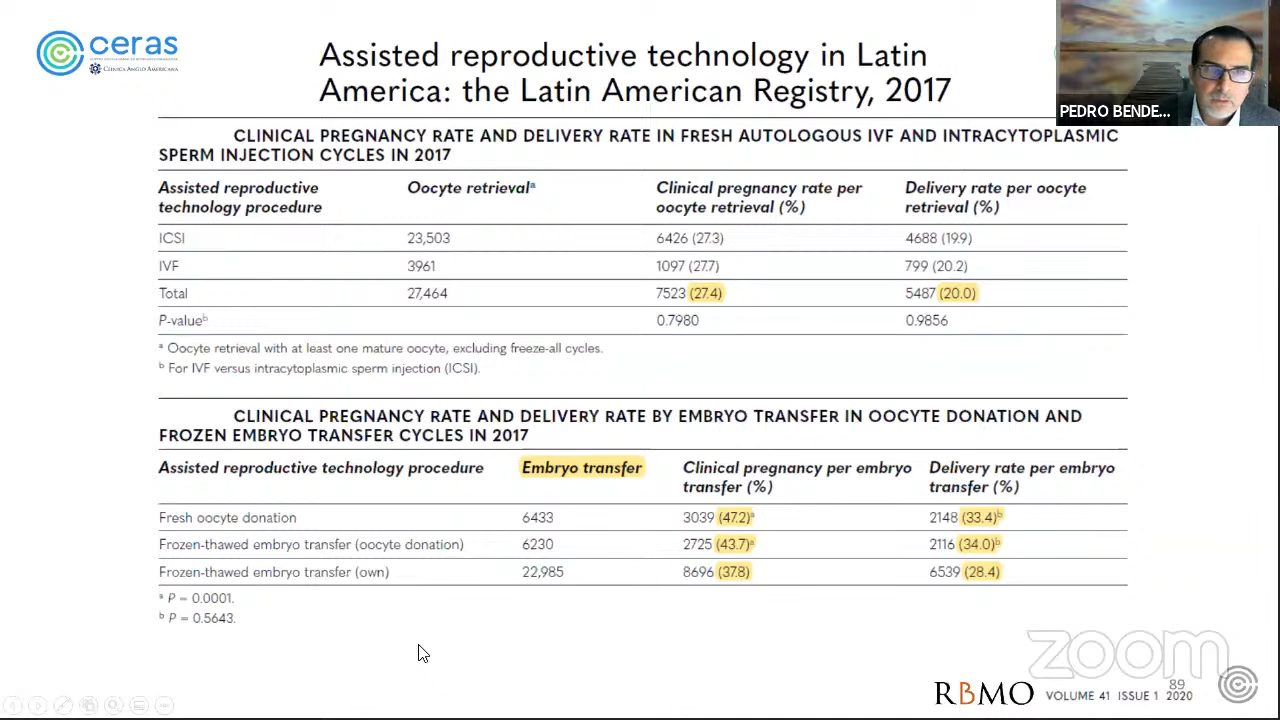 ceras
CLINICA ANGLO AMERICANA
Assisted reproductive technology in Latin
America: the Latin American Registry, 2017
PEDRO BENDE...
CLINICAL PREGNANCY RATE AND DELIVERY RATE IN FRESH AUTOLOGOUS IVF AND INTRACYTOPLASMIC
SPERM INJECTION CYCLES IN 2017
Assisted reproductive technology procedure Oocyte retrievalᵃ Clinical pregnancy rate per oocyte retrieval (%) Delivery rate per oocyte retrieval (%)
ICSI 23,503 6426 (27.3) 4688 (19.9)
IVF 3961 1097 (27.7) 799 (20.2)
Total 27,464 7523 (27.4) 5487 (20.0)
P-valueᵇ 0.7980 0.9856
ᵃ Oocyte retrieval with at least one mature oocyte, excluding freeze-all cycles.
ᵇ For IVF versus intracytoplasmic sperm injection (ICSI).
CLINICAL PREGNANCY RATE AND DELIVERY RATE BY EMBRYO TRANSFER IN OOCYTE DONATION AND
FROZEN EMBRYO TRANSFER CYCLES IN 2017
Assisted reproductive technology procedure Embryo transfer Clinical pregnancy per embryo transfer (%) Delivery rate per embryo transfer (%)
Fresh oocyte donation 6433 3039 (47.2)ᵃ 2148 (33.4)ᵇ
Frozen-thawed embryo transfer (oocyte donation) 6230 2725 (43.7)ᵃ 2116 (34.0)ᵇ
Frozen-thawed embryo transfer (own) 22,985 8696 (37.8) 6539 (28.4)
ᵃ P = 0.0001.
ᵇ P = 0.5643.
zoom
RBMO VOLUME 41 ISSUE 1 2020
89